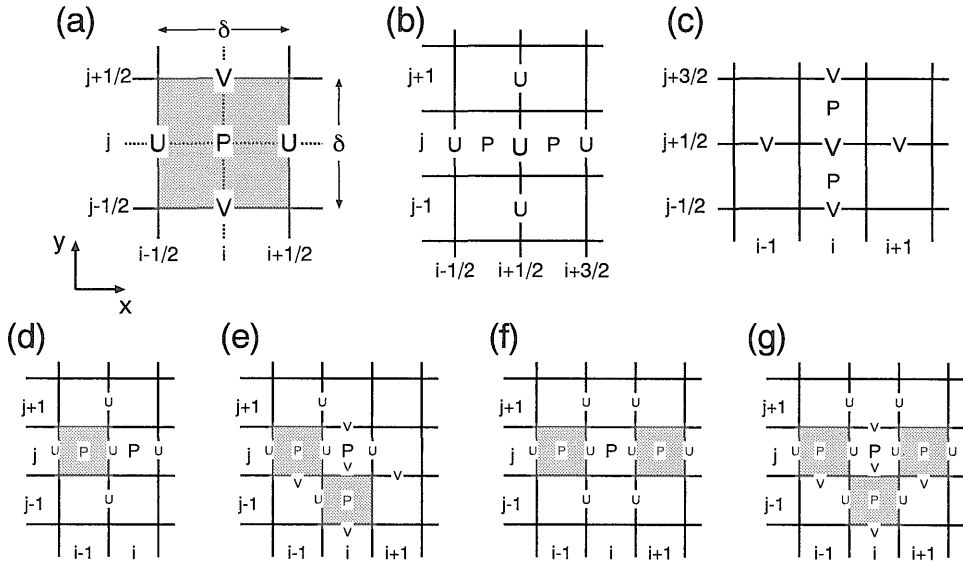 (a)
δ
j+1/2
V
j
U P U
δ
j-1/2
V
y
x
i-1/2 i i+1/2
(b)
j+1
U
j
U P U P U
j-1
U
i-1/2 i+1/2 i+3/2
(c)
j+3/2
V
P
j+1/2
V V V
P
j-1/2
V
i-1 i i+1
(d)
j+1
U
j
U P U P U
j-1
U
i-1 i
(e)
j+1
U
V
j
U P U P U
V
V V
j-1
U P
V
i-1 i i+1
(f)
j+1
U U
j
U P U P U P U
j-1
U U
i-1 i i+1
(g)
j+1
U U
V
j
U P U P U P U
V
V V
j-1
U P U
V
i-1 i i+1